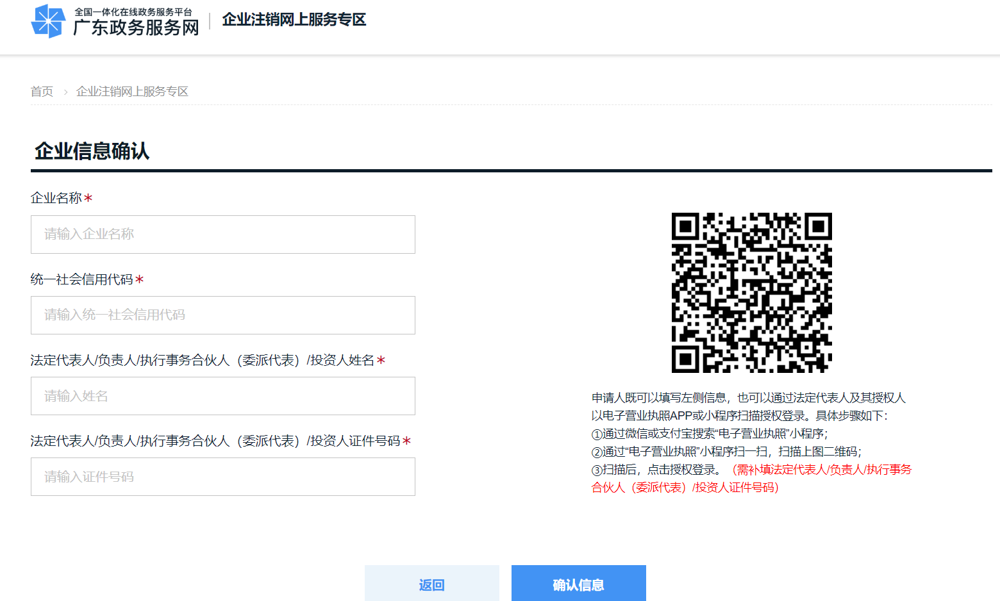 全国一体化在线政务服务平台
广东政务服务网
企业注销网上服务专区
首页 › 企业注销网上服务专区
企业信息确认
企业名称*
请输入企业名称
统一社会信用代码*
请输入统一社会信用代码
法定代表人/负责人/执行事务合伙人（委派代表）/投资人姓名*
请输入姓名
法定代表人/负责人/执行事务合伙人（委派代表）/投资人证件号码*
请输入证件号码
申请人既可以填写左侧信息，也可以通过法定代表人及其授权人
以电子营业执照APP或小程序扫描授权登录。具体步骤如下：
①通过微信或支付宝搜索“电子营业执照”小程序；
②通过“电子营业执照”小程序扫一扫，扫描上图二维码；
③扫描后，点击授权登录。（需补填法定代表人/负责人/执行事务
合伙人（委派代表）/投资人证件号码）
返回
确认信息